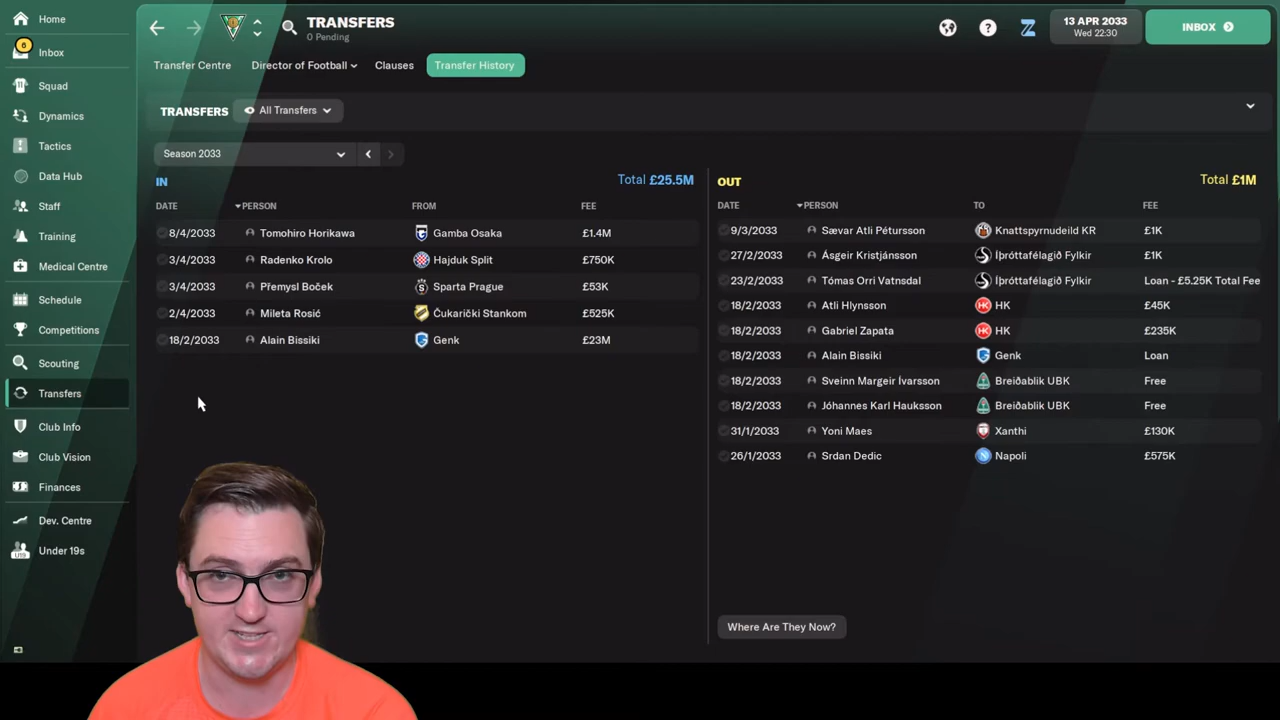 Home
6
Inbox
Squad
Dynamics
Tactics
Data Hub
Staff
Training
Medical Centre
Schedule
Competitions
Scouting
Transfers
Club Info
Club Vision
Finances
Dev. Centre
U19
Under 19s
TRANSFERS
0 Pending
13 APR 2033
Wed 22:30
INBOX
Transfer Centre Director of Football Clauses Transfer History
TRANSFERS All Transfers
Season 2033
IN Total £25.5M
DATE PERSON FROM FEE
8/4/2033 Tomohiro Horikawa Gamba Osaka £1.4M
3/4/2033 Radenko Krolo Hajduk Split £750K
3/4/2033 Přemysl Boček Sparta Prague £53K
2/4/2033 Mileta Rosić Čukarički Stankom £525K
18/2/2033 Alain Bissiki Genk £23M
OUT Total £1M
DATE PERSON TO FEE
9/3/2033 Sævar Atli Pétursson Knattspyrnudeild KR £1K
27/2/2033 Ásgeir Kristjánsson Íþróttafélagið Fylkir £1K
23/2/2033 Tómas Orri Vatnsdal Íþróttafélagið Fylkir Loan - £5.25K Total Fee
18/2/2033 Atli Hlynsson HK £45K
18/2/2033 Gabriel Zapata HK £235K
18/2/2033 Alain Bissiki Genk Loan
18/2/2033 Sveinn Margeir Ívarsson Breiðablik UBK Free
18/2/2033 Jóhannes Karl Hauksson Breiðablik UBK Free
31/1/2033 Yoni Maes Xanthi £130K
26/1/2033 Srdan Dedic Napoli £575K
Where Are They Now?